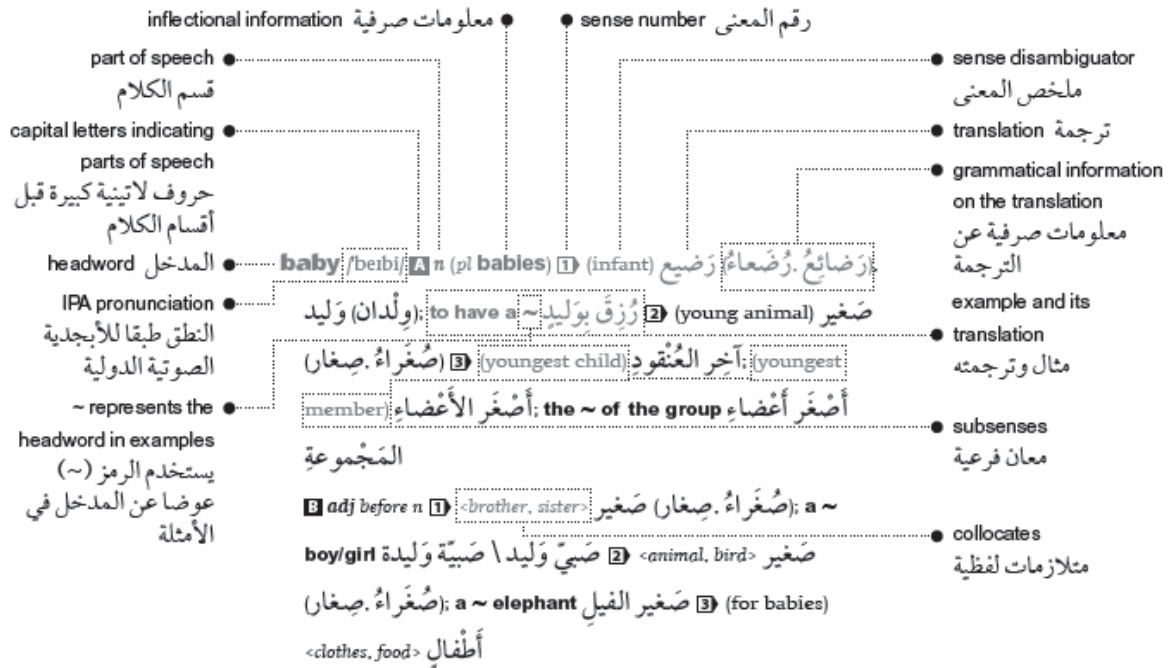 inflectional information معلومات صرفية
sense number رقم المعنى
part of speech
قسم الكلام
capital letters indicating
parts of speech
حروف لاتينية كبيرة قبل
أقسام الكلام
headword المدخل
IPA pronunciation
النطق طبقا للأبجدية
الصوتية الدولية
~ represents the
headword in examples
يستخدم الرمز (~)
عوضا عن المدخل في
الأمثلة
baby /ˈbeɪbi/ A n (pl babies) 1 (infant) رَضيع (رُضَعاءُ, رَضائِعُ),
وَليد (وِلْدان); to have a ~ رُزِقَ بِوَليدٍ 2 (young animal) صَغير
(صُغَراءُ, صِغار) 3 (youngest child) آخِر العُنْقودِ; (youngest
member) أَصْغَر الأَعْضاءِ; the ~ of the group أَصْغَر أَعْضاءِ
المَجْموعةِ
B adj before n 1 <brother, sister> صَغير (صُغَراءُ, صِغار); a ~
boy/girl صَبيّ وَليد \ صَبيّة وَليدة 2 <animal, bird> صَغير
(صُغَراءُ, صِغار); a ~ elephant صَغير الفيلِ 3 (for babies)
<clothes, food> أَطْفالٍ
sense disambiguator
ملخص المعنى
translation ترجمة
grammatical information
on the translation
معلومات صرفية عن
الترجمة
example and its
translation
مثال وترجمته
subsenses
معان فرعية
collocates
متلازمات لفظية